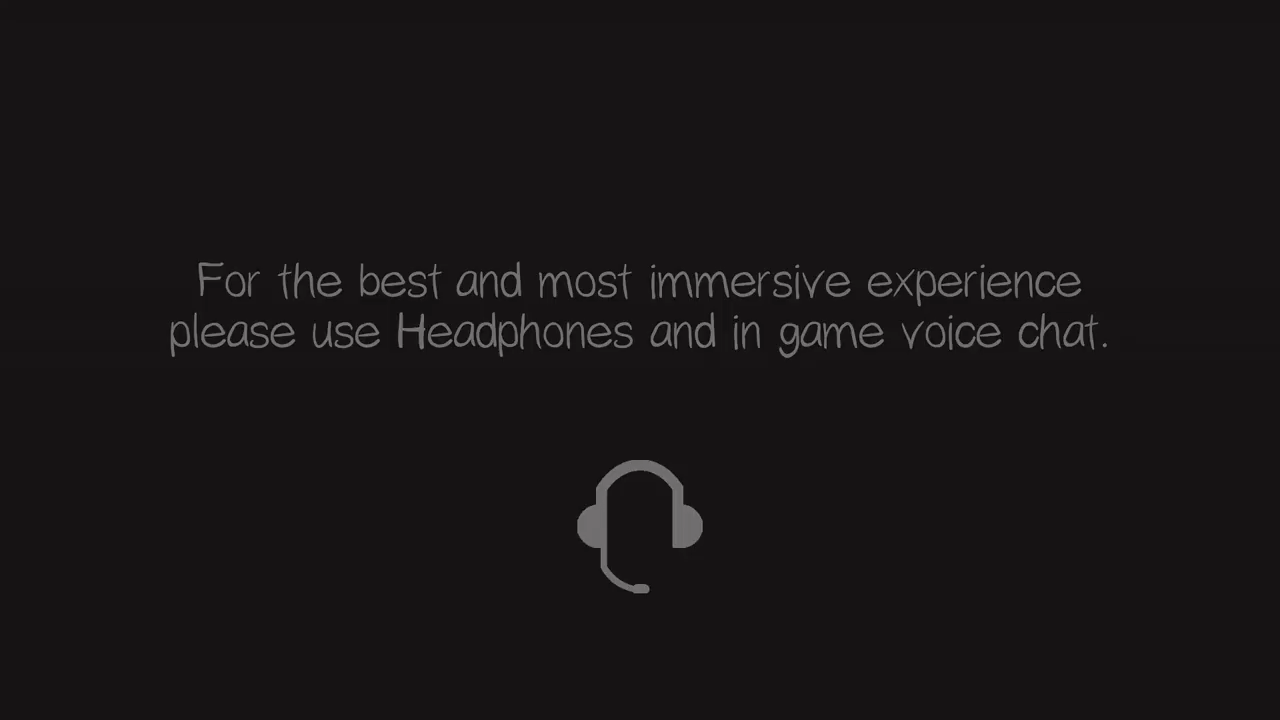 For the best and most immersive experience
please use Headphones and in game voice chat.